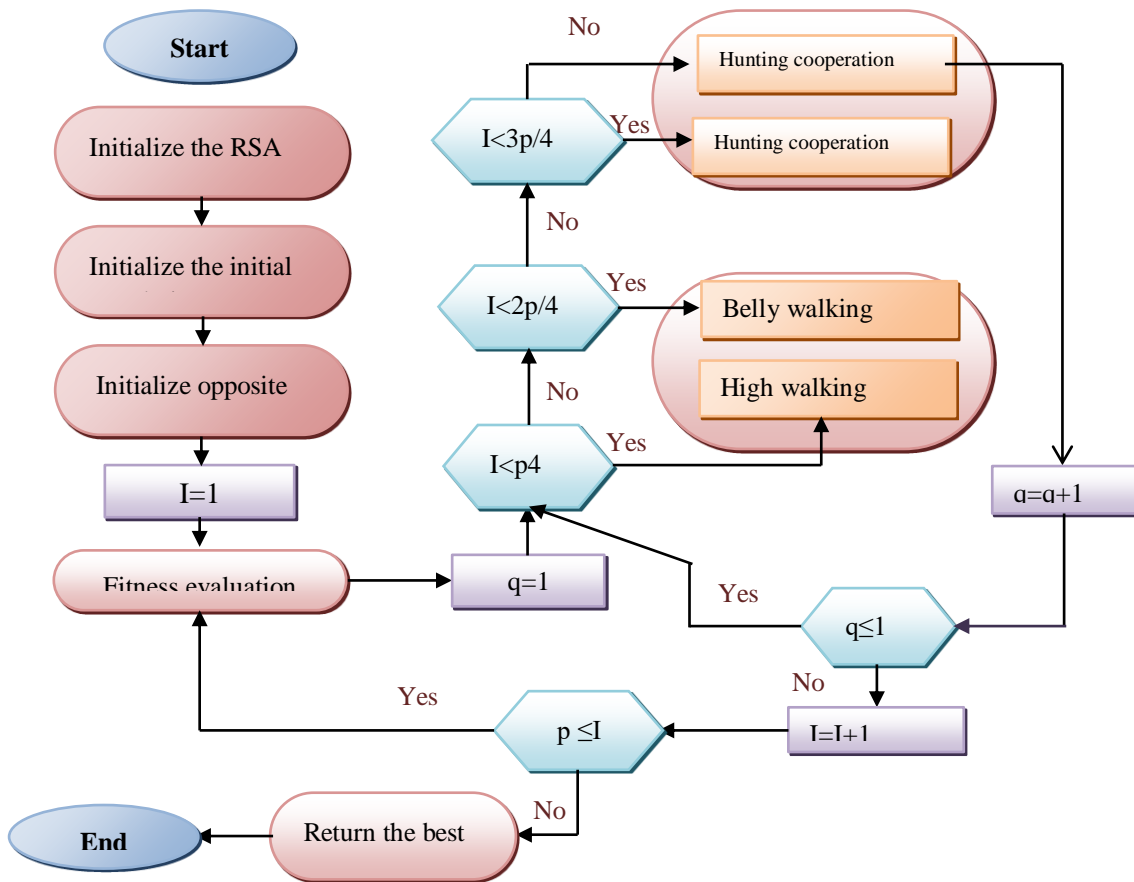 Start
Initialize the RSA
Initialize the initial
Initialize opposite
I=1
Fitness evaluation
q=1
I<p4
Yes
No
I<2p/4
Yes
No
I<3p/4
Yes
No
Hunting cooperation
Hunting cooperation
Belly walking
High walking
q=q+1
q≤1
Yes
No
I=I+1
p ≤I
Yes
No
Return the best
End